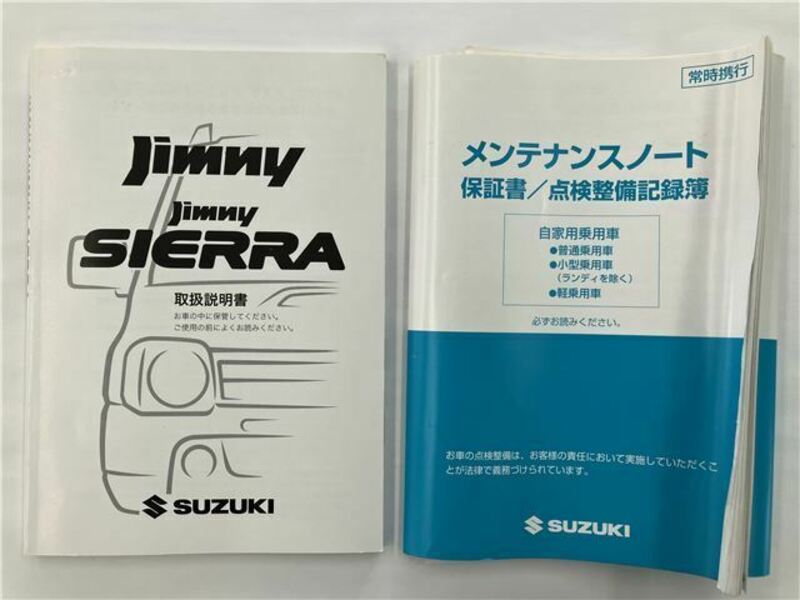 Jimny
Jimny
SIERRA
取扱説明書
お車の中に保管してください。
ご使用の前によくお読みください。
SUZUKI
常時携行
メンテナンスノート
保証書／点検整備記録簿
自家用乗用車
●普通乗用車
●小型乗用車
（ランディを除く）
●軽乗用車
必ずお読みください。
お車の点検整備は、お客様の責任において実施していただくこ
とが法律で義務づけられています。
SUZUKI